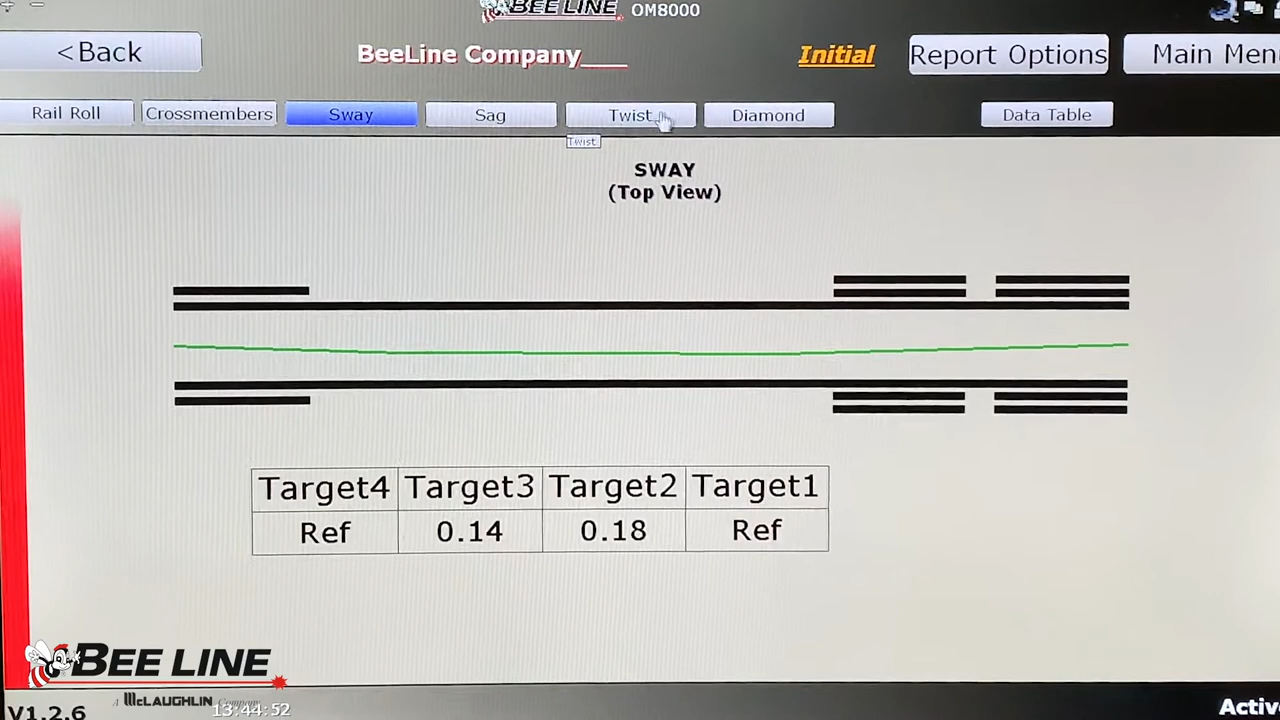 BEE LINE OM8000
<Back
BeeLine Company___
Initial
Report Options
Main Men
Rail Roll
Crossmembers
Sway
Sag
Twist
Diamond
Data Table
Twist
SWAY
(Top View)
Target4 Target3 Target2 Target1
Ref 0.14 0.18 Ref
BEE LINE
A McLAUGHLIN Company
V1.2.6
13:44:52
Activ